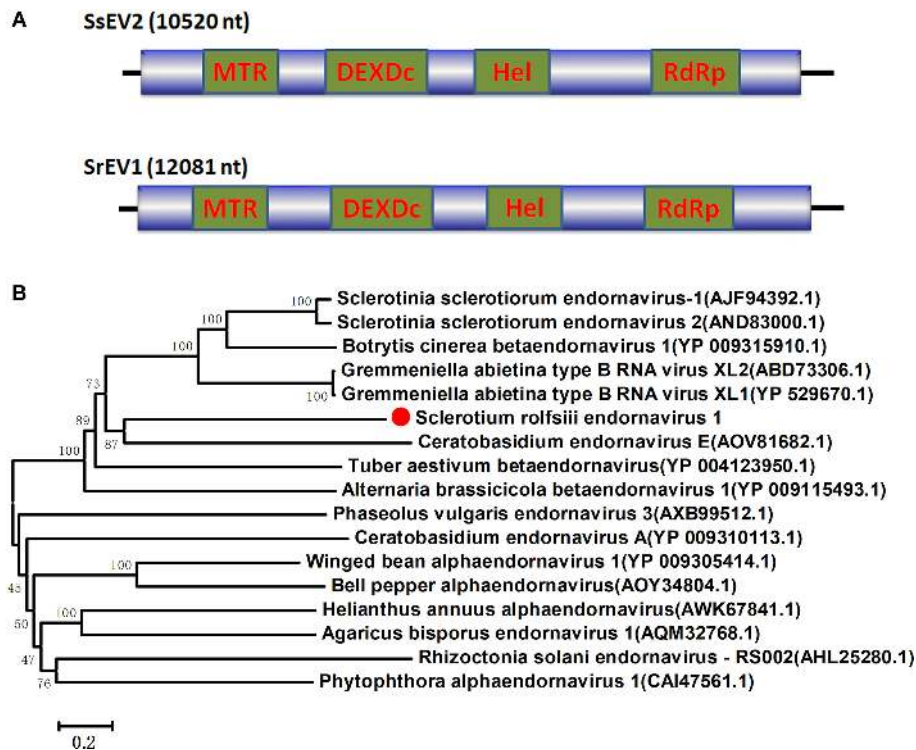 A
SsEV2 (10520 nt)
MTR DEXDc Hel RdRp
SrEV1 (12081 nt)
MTR DEXDc Hel RdRp
B
100 Sclerotinia sclerotiorum endornavirus-1(AJF94392.1)
100 Sclerotinia sclerotiorum endornavirus 2(AND83000.1)
100 Botrytis cinerea betaendornavirus 1(YP 009315910.1)
Gremmeniella abietina type B RNA virus XL2(ABD73306.1)
73 100 Gremmeniella abietina type B RNA virus XL1(YP 529670.1)
89 Sclerotium rolfsiii endornavirus 1
100 87 Ceratobasidium endornavirus E(AOV81682.1)
Tuber aestivum betaendornavirus(YP 004123950.1)
Alternaria brassicicola betaendornavirus 1(YP 009115493.1)
Phaseolus vulgaris endornavirus 3(AXB99512.1)
Ceratobasidium endornavirus A(YP 009310113.1)
45 100 Winged bean alphaendornavirus 1(YP 009305414.1)
Bell pepper alphaendornavirus(AOY34804.1)
50 100 Helianthus annuus alphaendornavirus(AWK67841.1)
Agaricus bisporus endornavirus 1(AQM32768.1)
47 Rhizoctonia solani endornavirus - RS002(AHL25280.1)
76 Phytophthora alphaendornavirus 1(CAI47561.1)
0.2